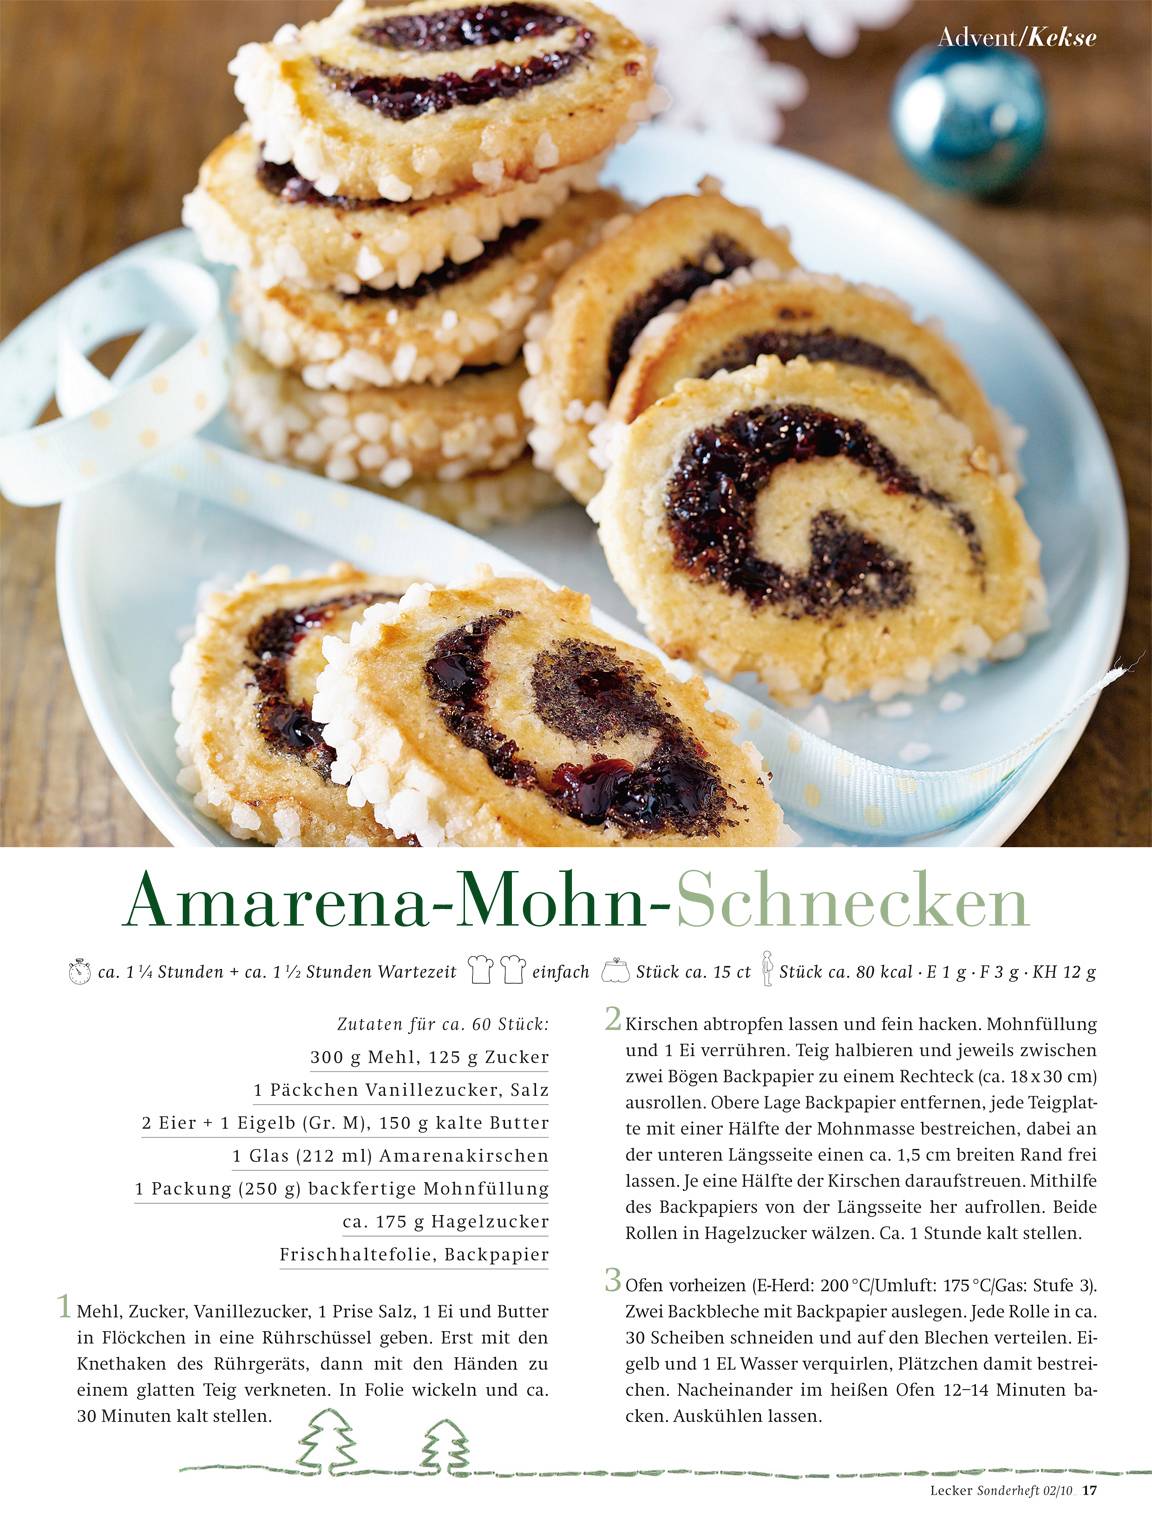 Advent/Kekse
Amarena-Mohn-Schnecken
ca. 1 ¼ Stunden + ca. 1 ½ Stunden Wartezeit einfach Stück ca. 15 ct Stück ca. 80 kcal · E 1 g · F 3 g · KH 12 g
Zutaten für ca. 60 Stück:
300 g Mehl, 125 g Zucker
1 Päckchen Vanillezucker, Salz
2 Eier + 1 Eigelb (Gr. M), 150 g kalte Butter
1 Glas (212 ml) Amarenakirschen
1 Packung (250 g) backfertige Mohnfüllung
ca. 175 g Hagelzucker
Frischhaltefolie, Backpapier
1 Mehl, Zucker, Vanillezucker, 1 Prise Salz, 1 Ei und Butter
in Flöckchen in eine Rührschüssel geben. Erst mit den
Knethaken des Rührgeräts, dann mit den Händen zu
einem glatten Teig verkneten. In Folie wickeln und ca.
30 Minuten kalt stellen.
2 Kirschen abtropfen lassen und fein hacken. Mohnfüllung
und 1 Ei verrühren. Teig halbieren und jeweils zwischen
zwei Bögen Backpapier zu einem Rechteck (ca. 18 x 30 cm)
ausrollen. Obere Lage Backpapier entfernen, jede Teigplat-
te mit einer Hälfte der Mohnmasse bestreichen, dabei an
der unteren Längsseite einen ca. 1,5 cm breiten Rand frei
lassen. Je eine Hälfte der Kirschen daraufstreuen. Mithilfe
des Backpapiers von der Längsseite her aufrollen. Beide
Rollen in Hagelzucker wälzen. Ca. 1 Stunde kalt stellen.
3 Ofen vorheizen (E-Herd: 200 °C/Umluft: 175 °C/Gas: Stufe 3).
Zwei Backbleche mit Backpapier auslegen. Jede Rolle in ca.
30 Scheiben schneiden und auf den Blechen verteilen. Ei-
gelb und 1 EL Wasser verquirlen, Plätzchen damit bestrei-
chen. Nacheinander im heißen Ofen 12–14 Minuten ba-
cken. Auskühlen lassen.
Lecker Sonderheft 02/10 17